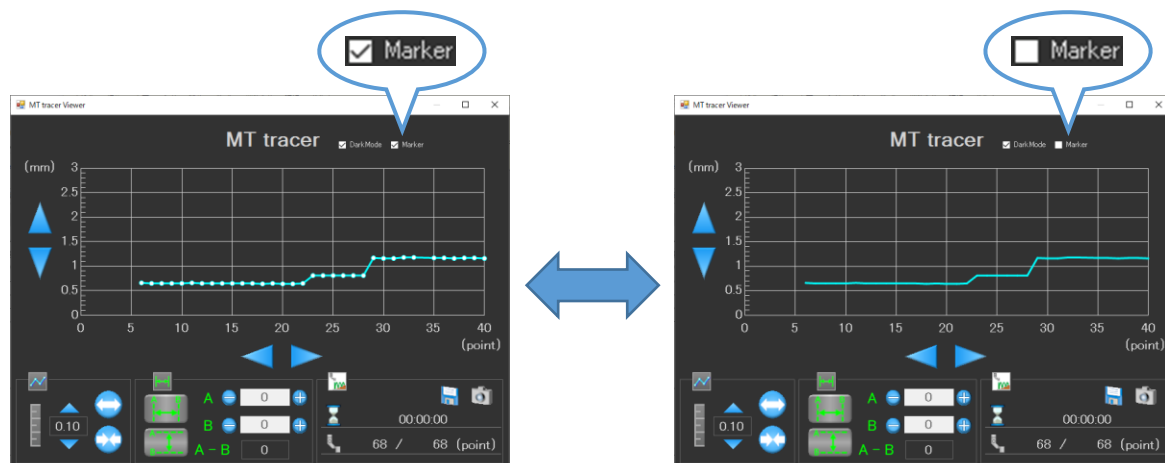 Marker
Marker
MT tracer Viewer
MT tracer
DarkMode
Marker
(mm)
3
2.5
2
1.5
1
0.5
0
0 5 10 15 20 25 30 35 40
(point)
0.10
A 0
B 0
A - B 0
00:00:00
68 / 68 (point)
MT tracer Viewer
MT tracer
DarkMode
Marker
(mm)
3
2.5
2
1.5
1
0.5
0
0 5 10 15 20 25 30 35 40
(point)
0.10
A 0
B 0
A - B 0
00:00:00
68 / 68 (point)